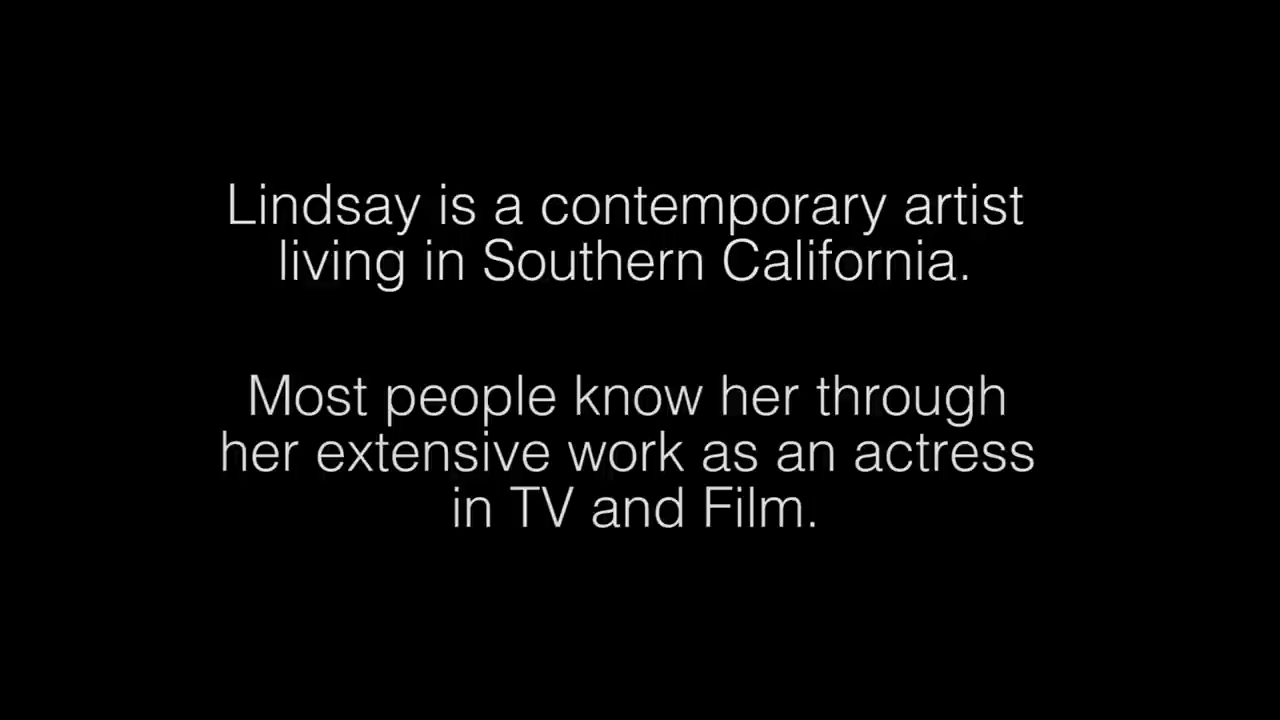 Lindsay is a contemporary artist
living in Southern California.
Most people know her through
her extensive work as an actress
in TV and Film.